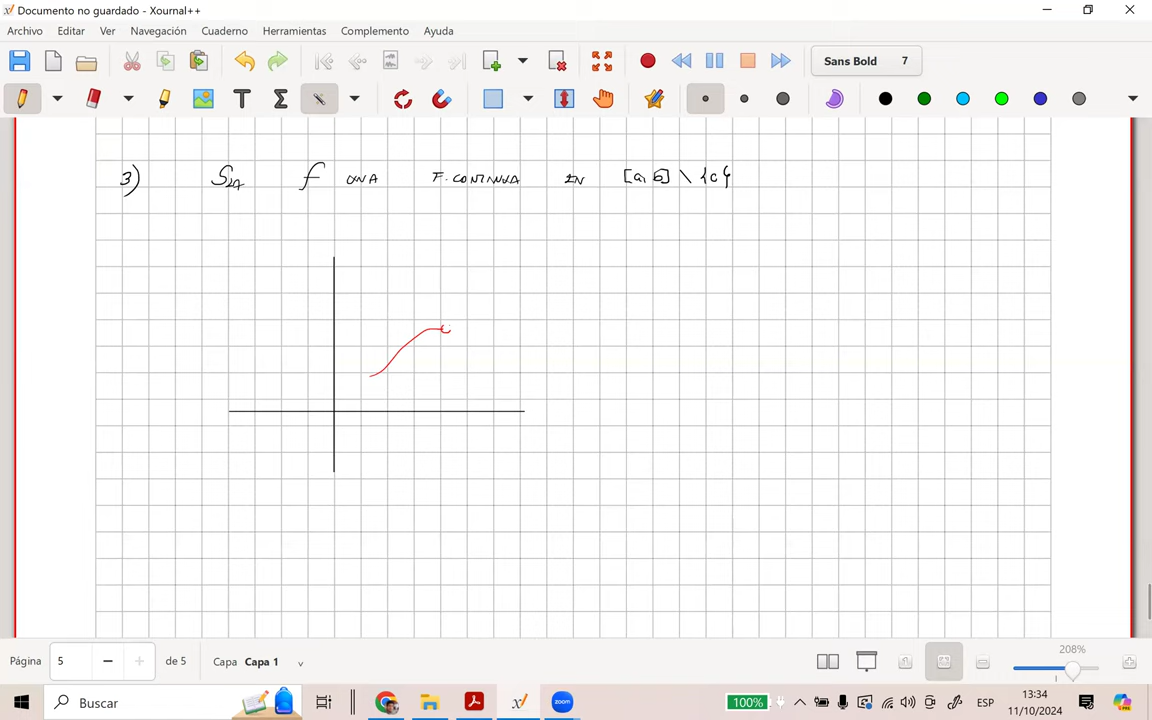 Documento no guardado - Xournal++
Archivo Editar Ver Navegación Cuaderno Herramientas Complemento Ayuda
Sans Bold 7
3) SEA f UNA F. CONTINUA EN [a, b] \ {c}
Página 5 de 5 Capa Capa 1 208%
Buscar 100% ESP 13:34
11/10/2024